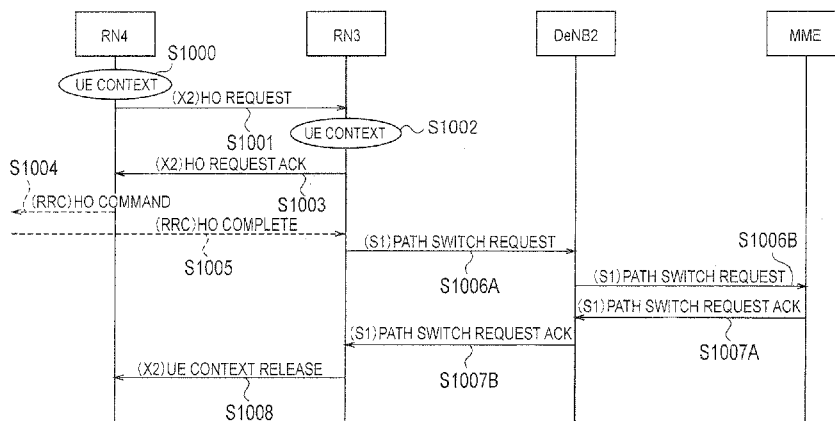 RN4
RN3
DeNB2
MME
S1000
UE CONTEXT
(X2)HO REQUEST
S1001
UE CONTEXT
S1002
(X2)HO REQUEST ACK
S1003
S1004
(RRC)HO COMMAND
(RRC)HO COMPLETE
S1005
(S1)PATH SWITCH REQUEST
S1006A
S1006B
(S1)PATH SWITCH REQUEST
(S1)PATH SWITCH REQUEST ACK
S1007A
(S1)PATH SWITCH REQUEST ACK
S1007B
(X2)UE CONTEXT RELEASE
S1008